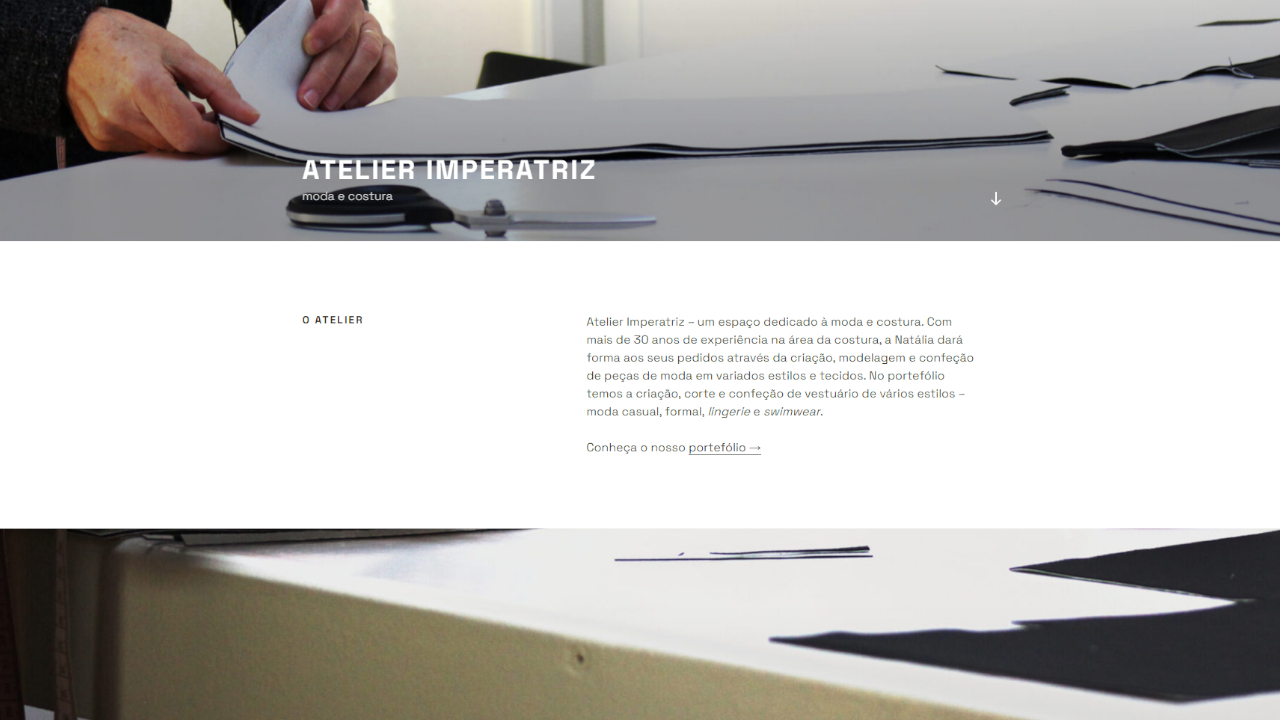 ATELIER IMPERATRIZ
moda e costura
↓
O ATELIER
Atelier Imperatriz – um espaço dedicado à moda e costura. Com
mais de 30 anos de experiência na área da costura, a Natália dará
forma aos seus pedidos através da criação, modelagem e confeção
de peças de moda em variados estilos e tecidos. No portefólio
temos a criação, corte e confeção de vestuário de vários estilos –
moda casual, formal, lingerie e swimwear.
Conheça o nosso portefólio →